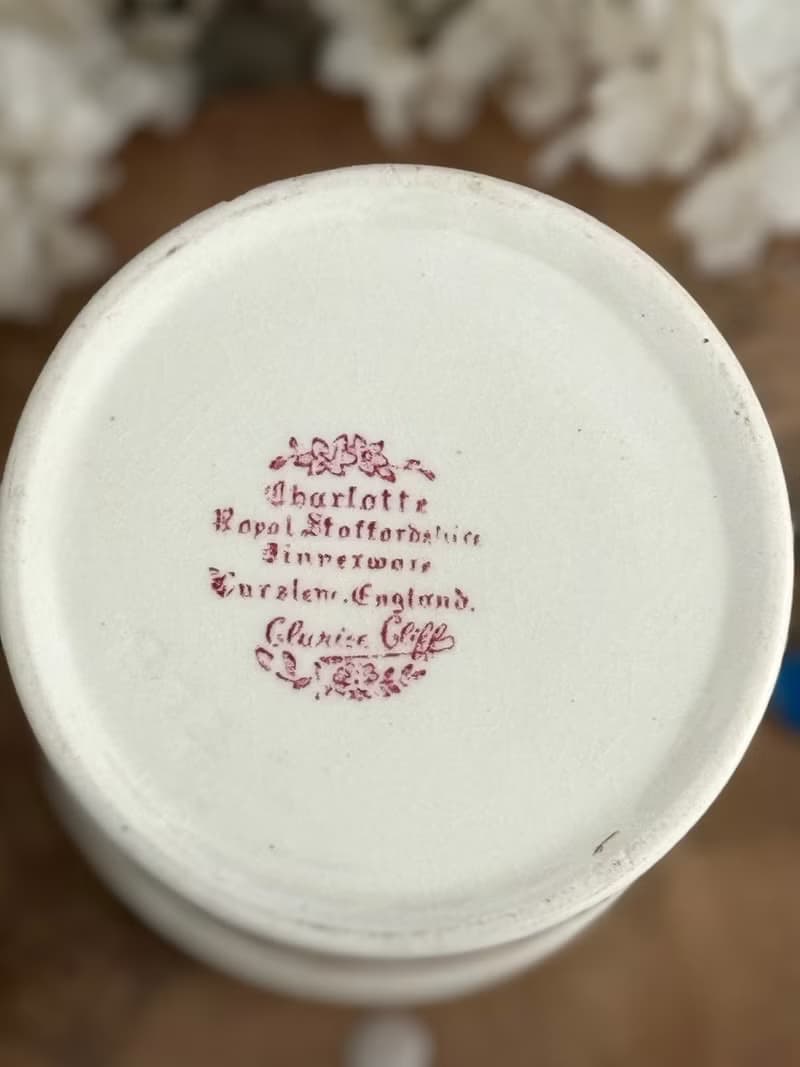 Charlotte
Royal Staffordshire
Dinnerware
Burslem, England.
Clarice Cliff